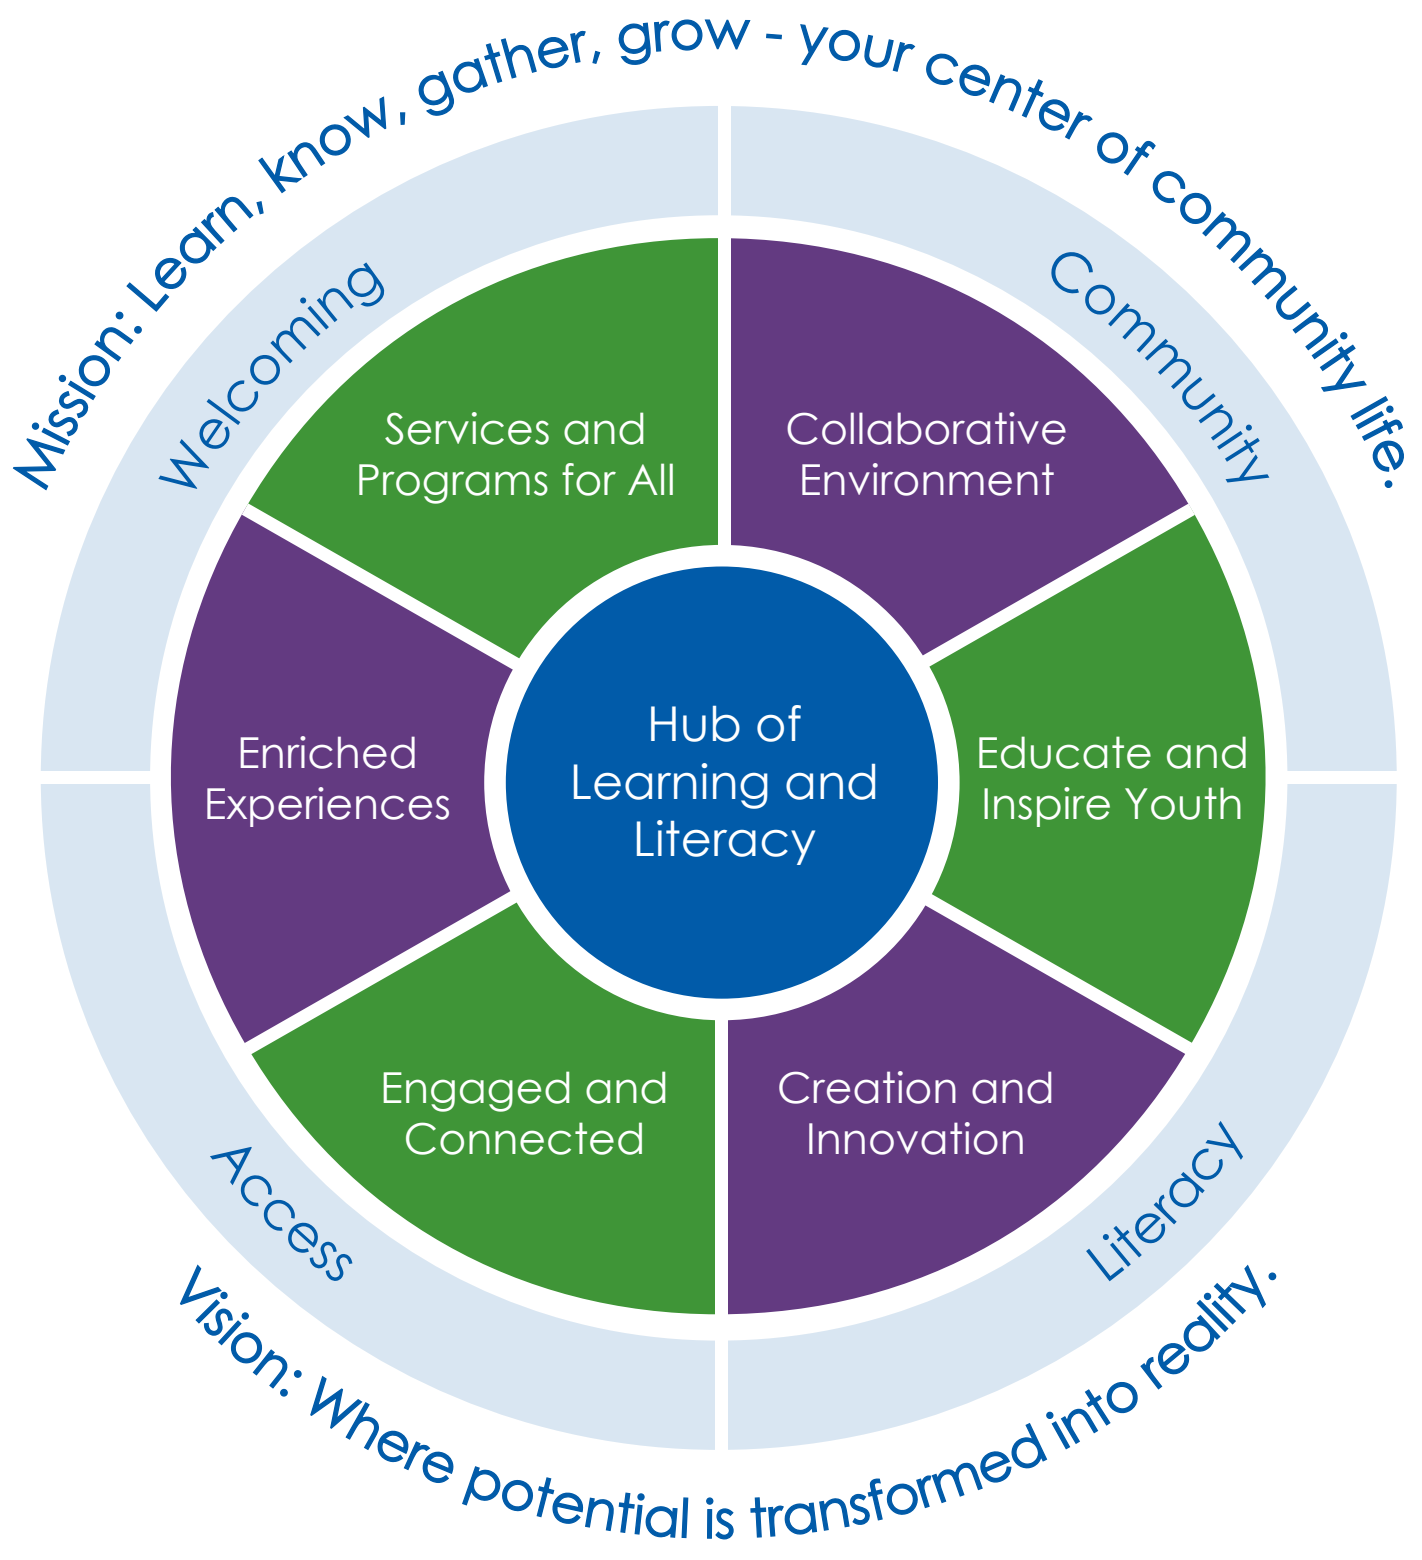 Mission: Learn, know, gather, grow - your center of community life.
Welcoming
Community
Services and
Programs for All
Collaborative
Environment
Enriched
Experiences
Hub of
Learning and
Literacy
Educate and
Inspire Youth
Engaged and
Connected
Creation and
Innovation
Access
Literacy
Vision: Where potential is transformed into reality.